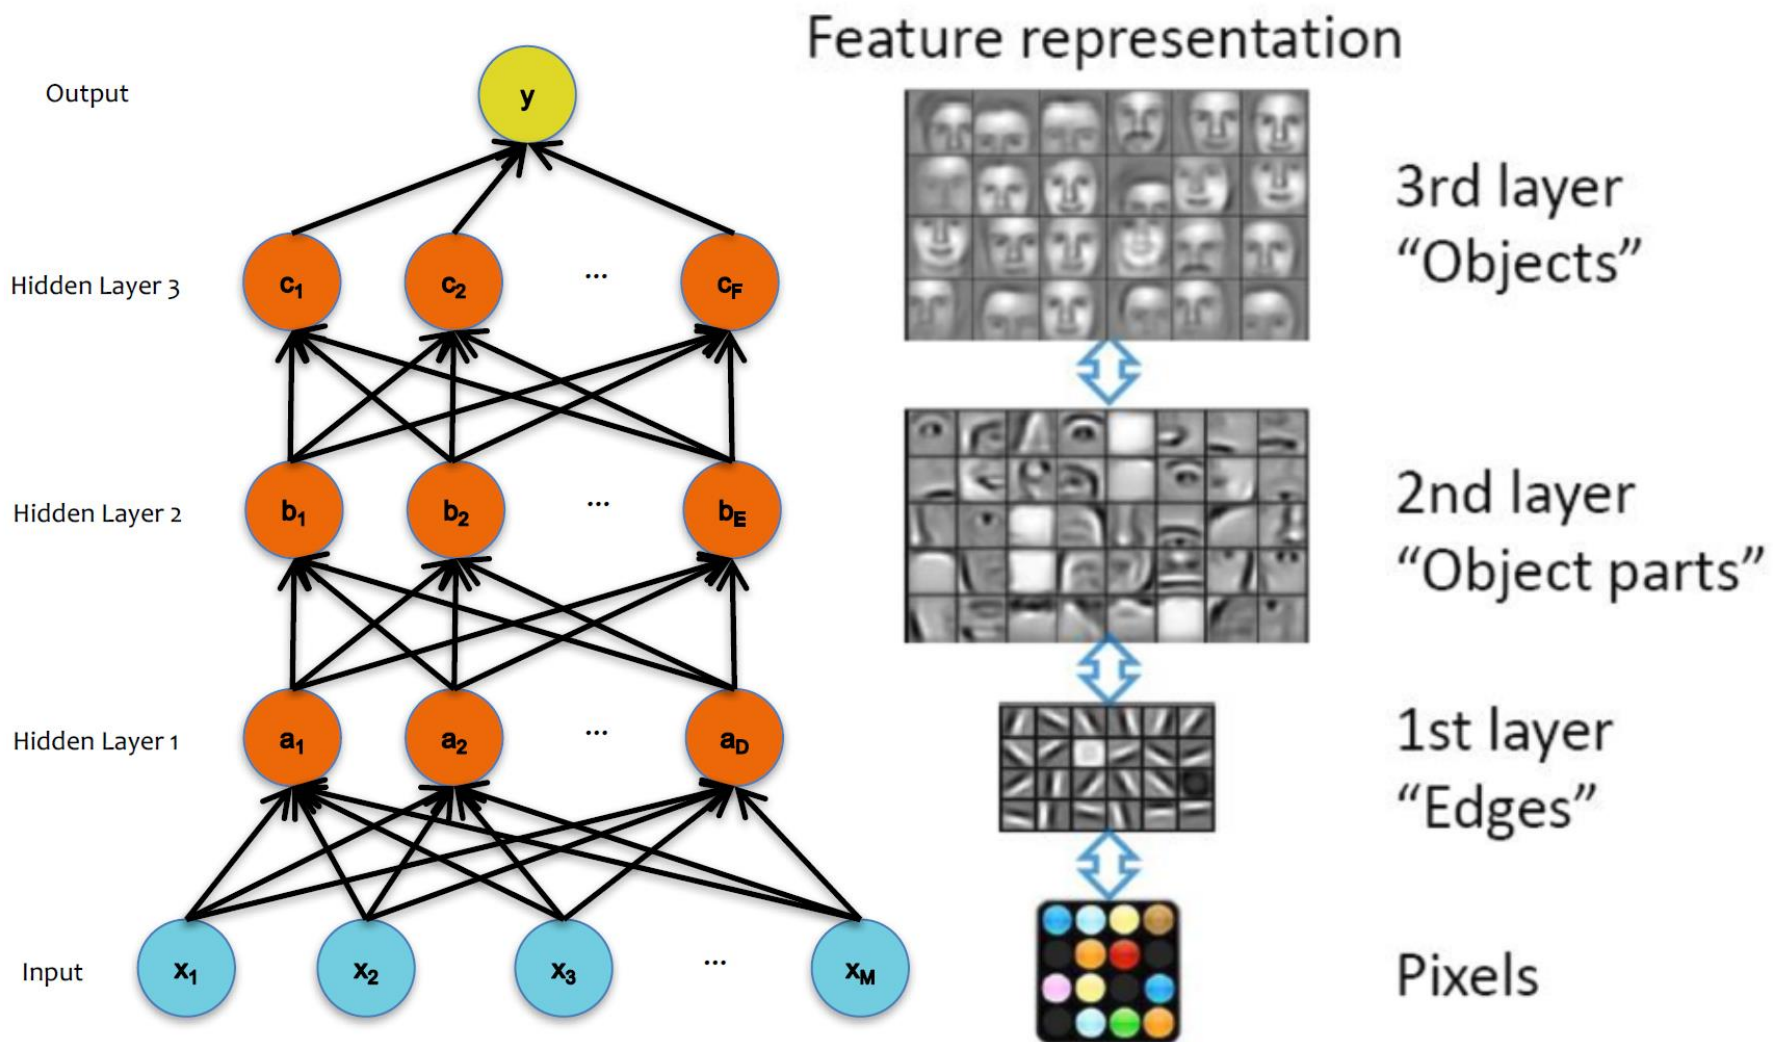 Feature representation
Output
y
3rd layer
“Objects”
Hidden Layer 3
c1
c2
...
cF
2nd layer
“Object parts”
Hidden Layer 2
b1
b2
...
bE
1st layer
“Edges”
Hidden Layer 1
a1
a2
...
aD
Input
x1
x2
x3
...
xM
Pixels